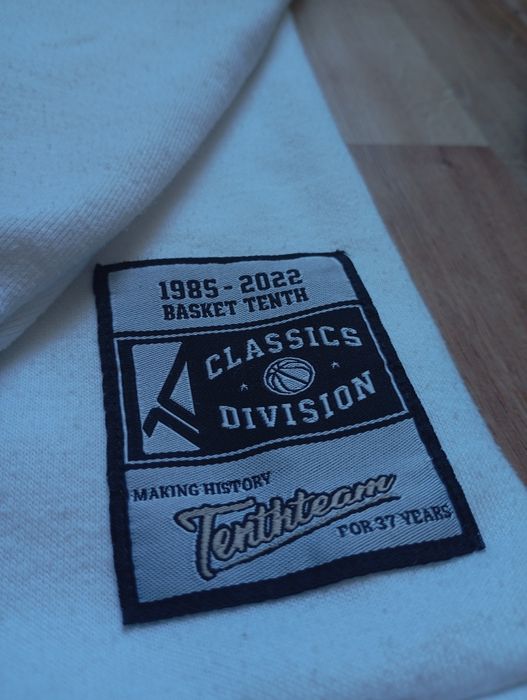 1985 - 2022
BASKET TENTH
CLASSICS
DIVISION
MAKING HISTORY
Tenthteam
FOR 37 YEARS